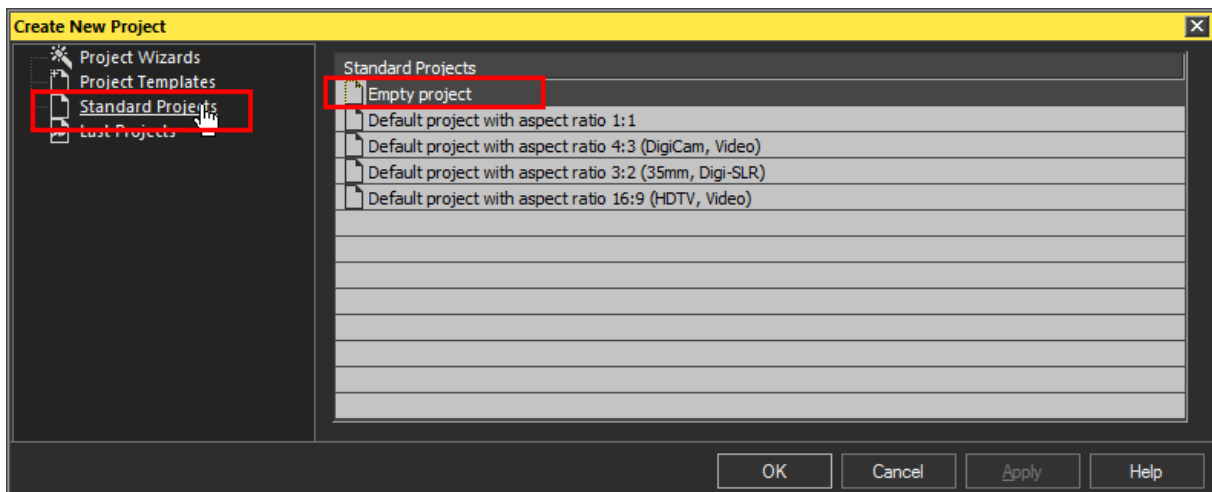 Create New Project
Project Wizards
Project Templates
Standard Projects
Last Projects
Standard Projects
Empty project
Default project with aspect ratio 1:1
Default project with aspect ratio 4:3 (DigiCam, Video)
Default project with aspect ratio 3:2 (35mm, Digi-SLR)
Default project with aspect ratio 16:9 (HDTV, Video)
OK Cancel Apply Help